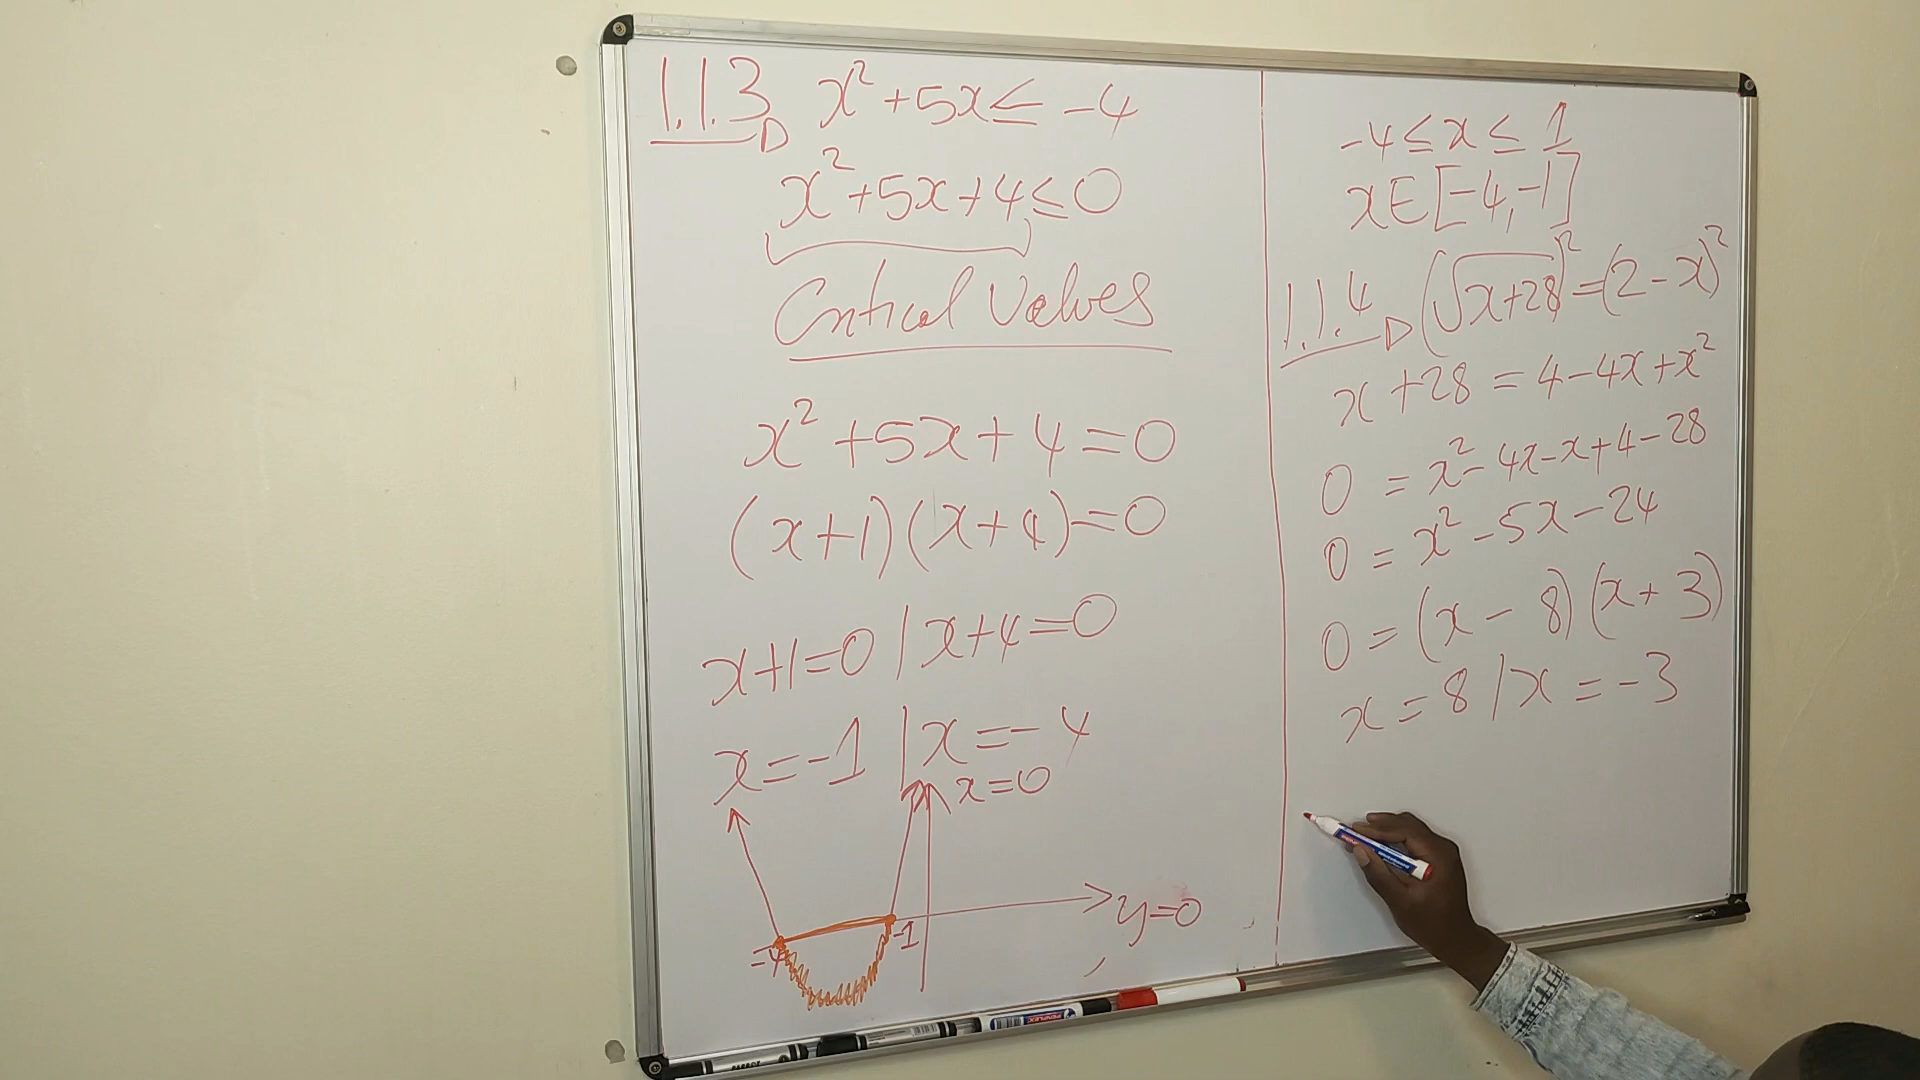 1.1.3 x² + 5x ≤ -4
x² + 5x + 4 ≤ 0
Critical Values
x² + 5x + 4 = 0
(x+1)(x+4) = 0
x+1=0 | x+4=0
x=-1 | x=-4
x=0
y=0
-4
-1
-4 ≤ x ≤ 1
x E [-4, -1]
1.1.4 (√x+28)² = (2-x)²
x + 28 = 4 - 4x + x²
0 = x² - 4x - x + 4 - 28
0 = x² - 5x - 24
0 = (x - 8)(x + 3)
x = 8 / x = -3